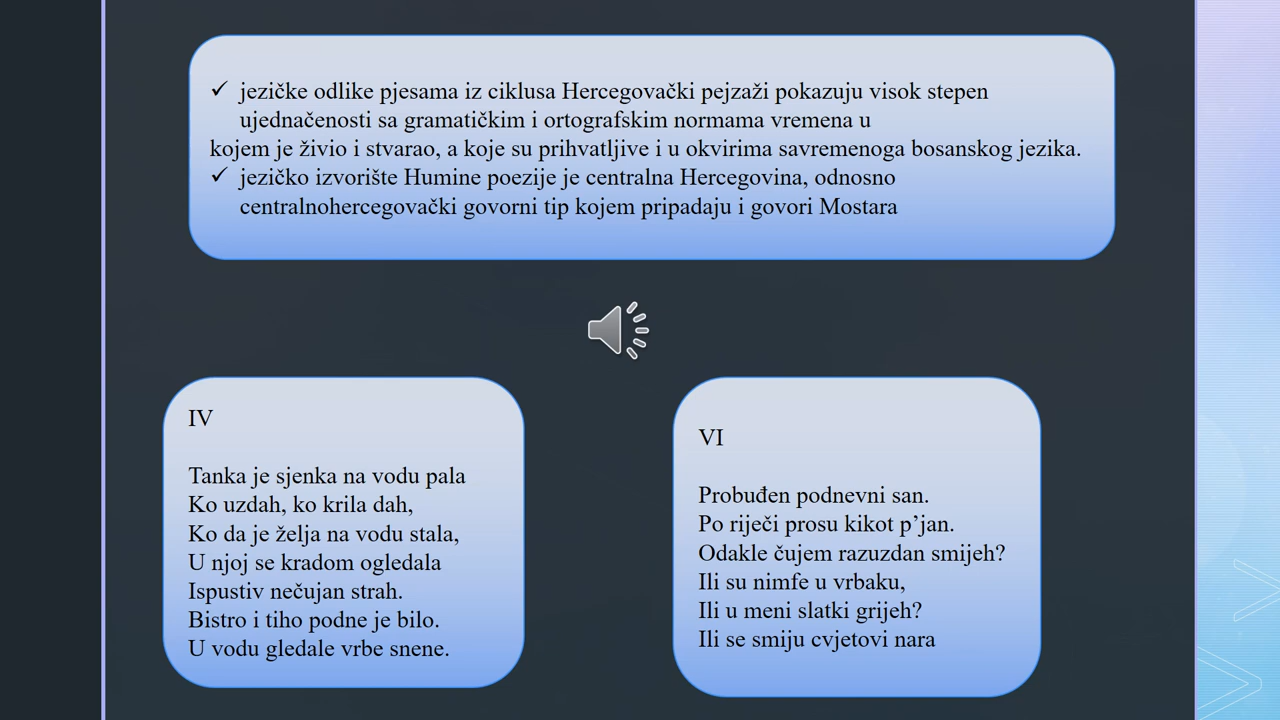 ✓ jezičke odlike pjesama iz ciklusa Hercegovački pejzaži pokazuju visok stepen
ujednačenosti sa gramatičkim i ortografskim normama vremena u
kojem je živio i stvarao, a koje su prihvatljive i u okvirima savremenoga bosanskog jezika.
✓ jezičko izvorište Humine poezije je centralna Hercegovina, odnosno
centralnohercegovački govorni tip kojem pripadaju i govori Mostara
IV
Tanka je sjenka na vodu pala
Ko uzdah, ko krila dah,
Ko da je želja na vodu stala,
U njoj se kradom ogledala
Ispustiv nečujan strah.
Bistro i tiho podne je bilo.
U vodu gledale vrbe snene.
VI
Probuđen podnevni san.
Po riječi prosu kikot p’jan.
Odakle čujem razuzdan smijeh?
Ili su nimfe u vrbaku,
Ili u meni slatki grijeh?
Ili se smiju cvjetovi nara